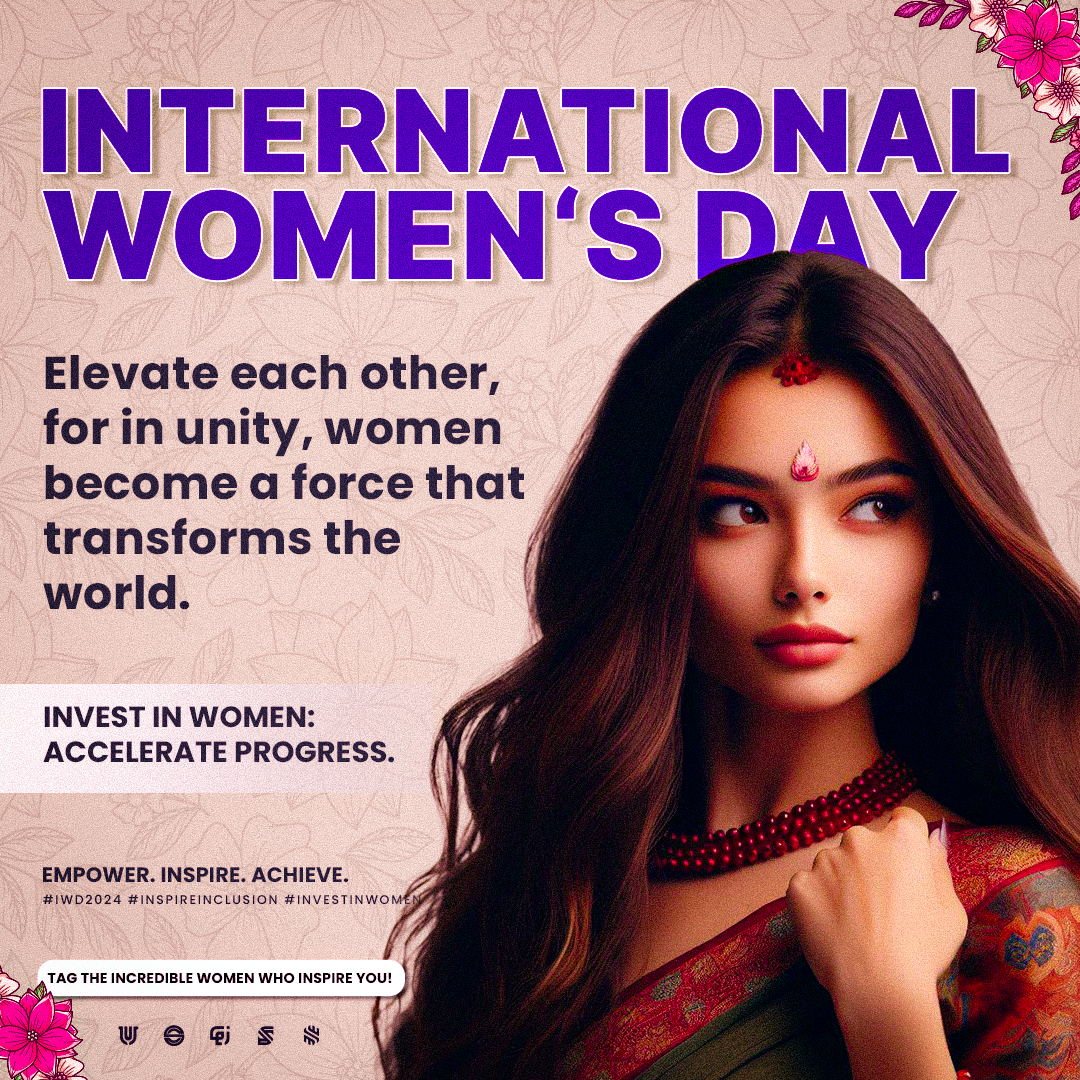 INTERNATIONAL
WOMEN‘S DAY
Elevate each other,
for in unity, women
become a force that
transforms the
world.
INVEST IN WOMEN:
ACCELERATE PROGRESS.
EMPOWER. INSPIRE. ACHIEVE.
#IWD2024 #INSPIREINCLUSION #INVESTINWOMEN
TAG THE INCREDIBLE WOMEN WHO INSPIRE YOU!